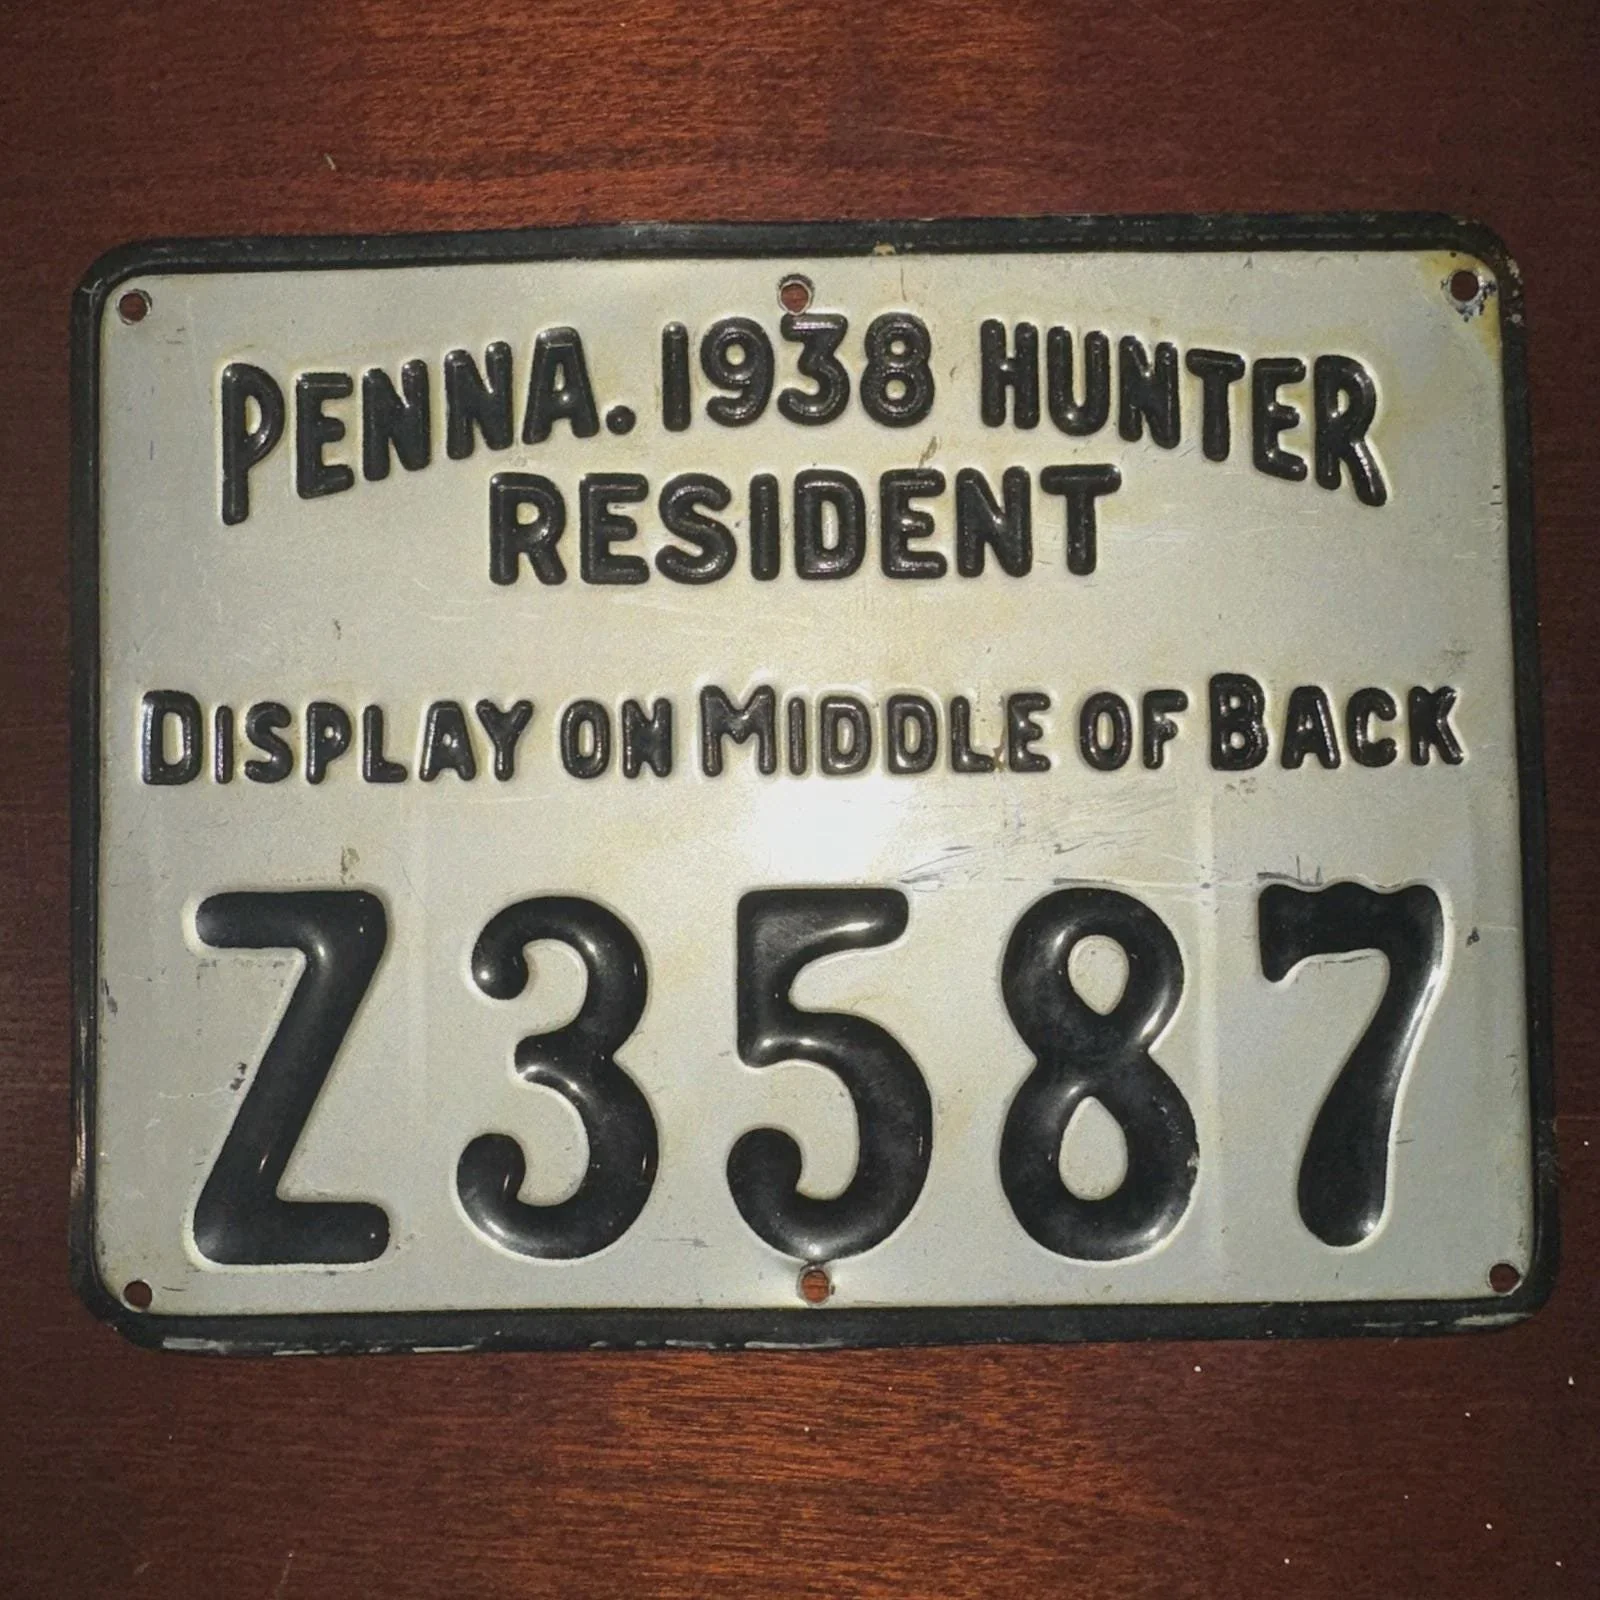 PENNA. 1938 HUNTER
RESIDENT
DISPLAY ON MIDDLE OF BACK
Z3587